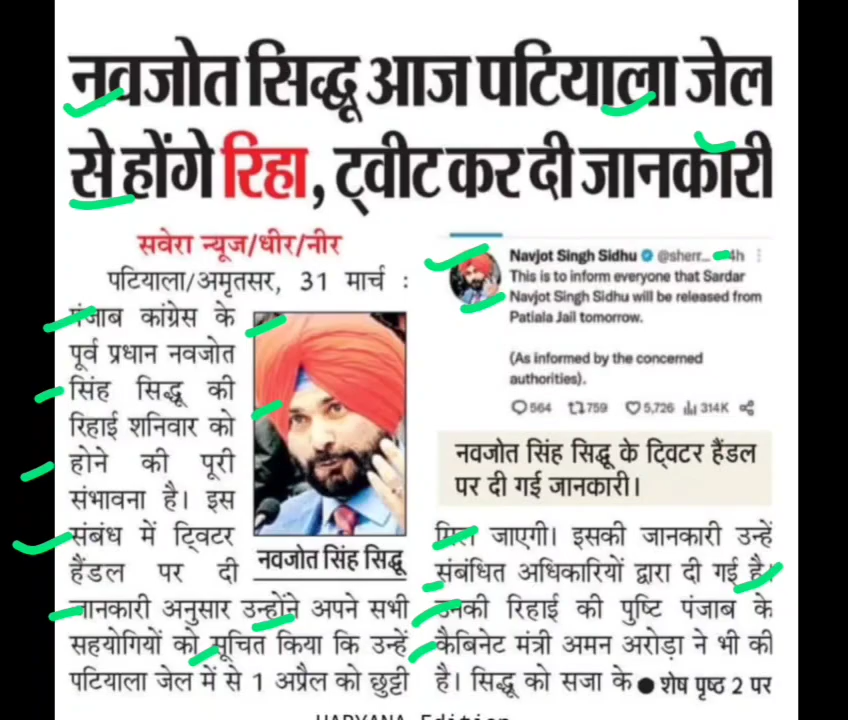 नवजोत सिद्धू आज पटियाला जेल
से होंगे रिहा, ट्वीट कर दी जानकारी
सवेरा न्यूज/धीर/नीर
पटियाला/अमृतसर, 31 मार्च :
पंजाब कांग्रेस के
पूर्व प्रधान नवजोत
सिंह सिद्धू की
रिहाई शनिवार को
होने की पूरी
संभावना है। इस
संबंध में ट्विटर
हैंडल पर दी
जानकारी अनुसार उन्होंने अपने सभी
सहयोगियों को सूचित किया कि उन्हें
पटियाला जेल में से 1 अप्रैल को छुट्टी
नवजोत सिंह सिद्धू
Navjot Singh Sidhu @sherr... 4h
This is to inform everyone that Sardar
Navjot Singh Sidhu will be released from
Patiala Jail tomorrow.
(As informed by the concerned
authorities).
564 759 5,726 314K
नवजोत सिंह सिद्धू के ट्विटर हैंडल
पर दी गई जानकारी।
मिल जाएगी। इसकी जानकारी उन्हें
संबंधित अधिकारियों द्वारा दी गई है।
उनकी रिहाई की पुष्टि पंजाब के
कैबिनेट मंत्री अमन अरोड़ा ने भी की
है। सिद्धू को सजा के ● शेष पृष्ठ 2 पर
HARYANA Edition